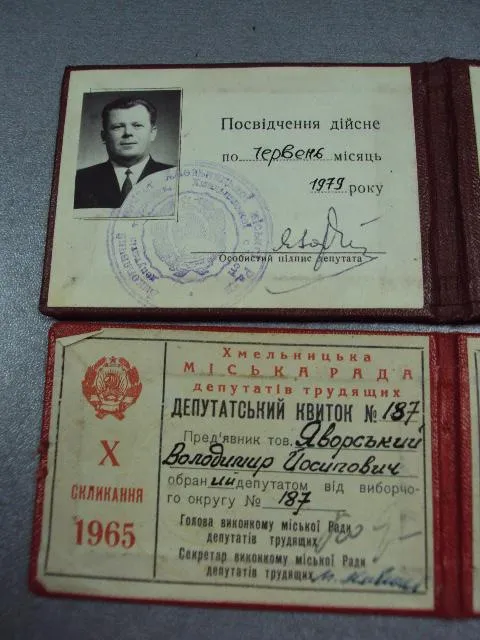 Посвідчення дійсне
по червень місяць
1979 року
Особистий підпис депутата
Хмельницька
МІСЬКА РАДА
депутатів трудящих
ДЕПУТАТСЬКИЙ КВИТОК № 187
Пред'явник тов. Яворський
Володимир Йосипович
обраний депутатом від виборчо-
го округу № 187
Голова виконкому міської Ради
депутатів трудящих
Секретар виконкому міської Ради
депутатів трудящих
X
СКЛИКАННЯ
1965